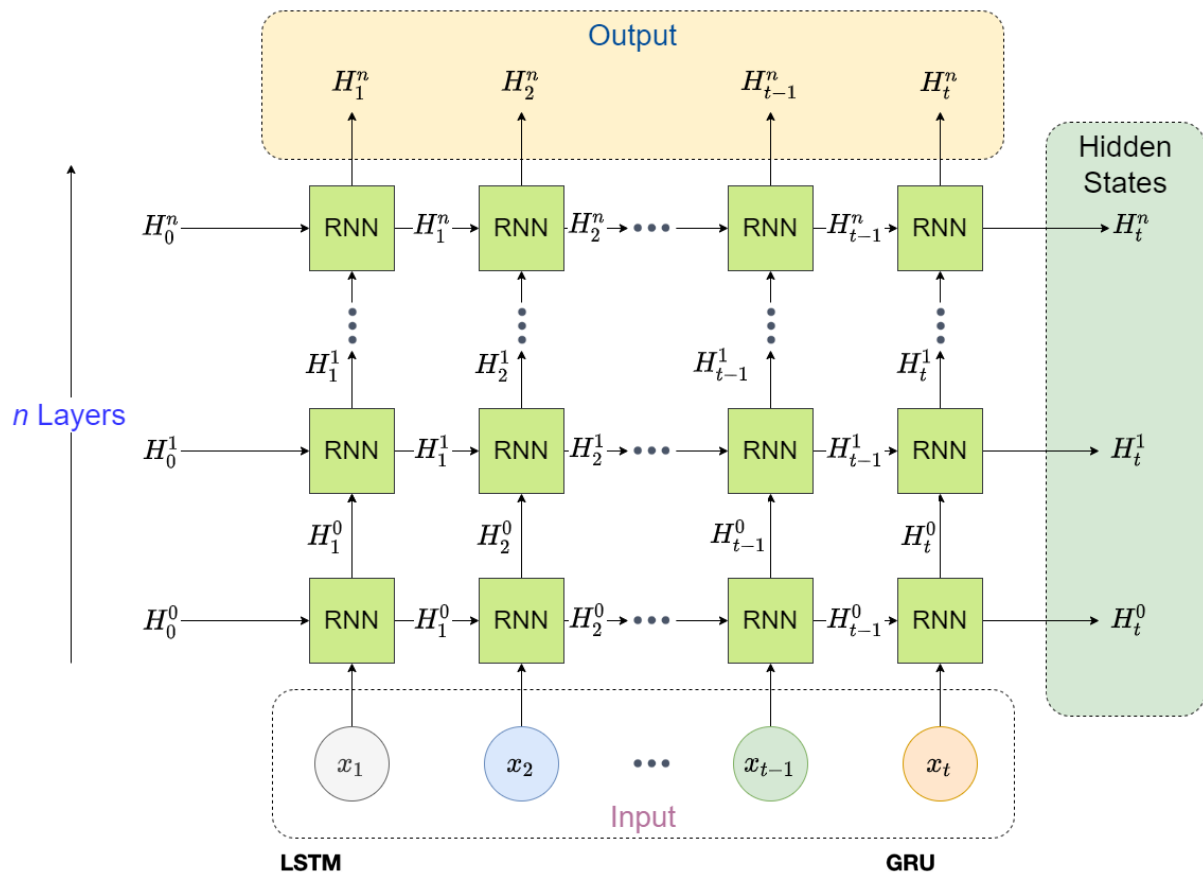 Output
$H_1^n$ $H_2^n$ $H_{t-1}^n$ $H_t^n$
Hidden
States
$H_0^n$ RNN $H_1^n$ RNN $H_2^n$ RNN $H_{t-1}^n$ RNN $H_t^n$
$H_1^1$ $H_2^1$ $H_{t-1}^1$ $H_t^1$
n Layers
$H_0^1$ RNN $H_1^1$ RNN $H_2^1$ RNN $H_{t-1}^1$ RNN $H_t^1$
$H_1^0$ $H_2^0$ $H_{t-1}^0$ $H_t^0$
$H_0^0$ RNN $H_1^0$ RNN $H_2^0$ RNN $H_{t-1}^0$ RNN $H_t^0$
$x_1$ $x_2$ $x_{t-1}$ $x_t$
Input
LSTM GRU